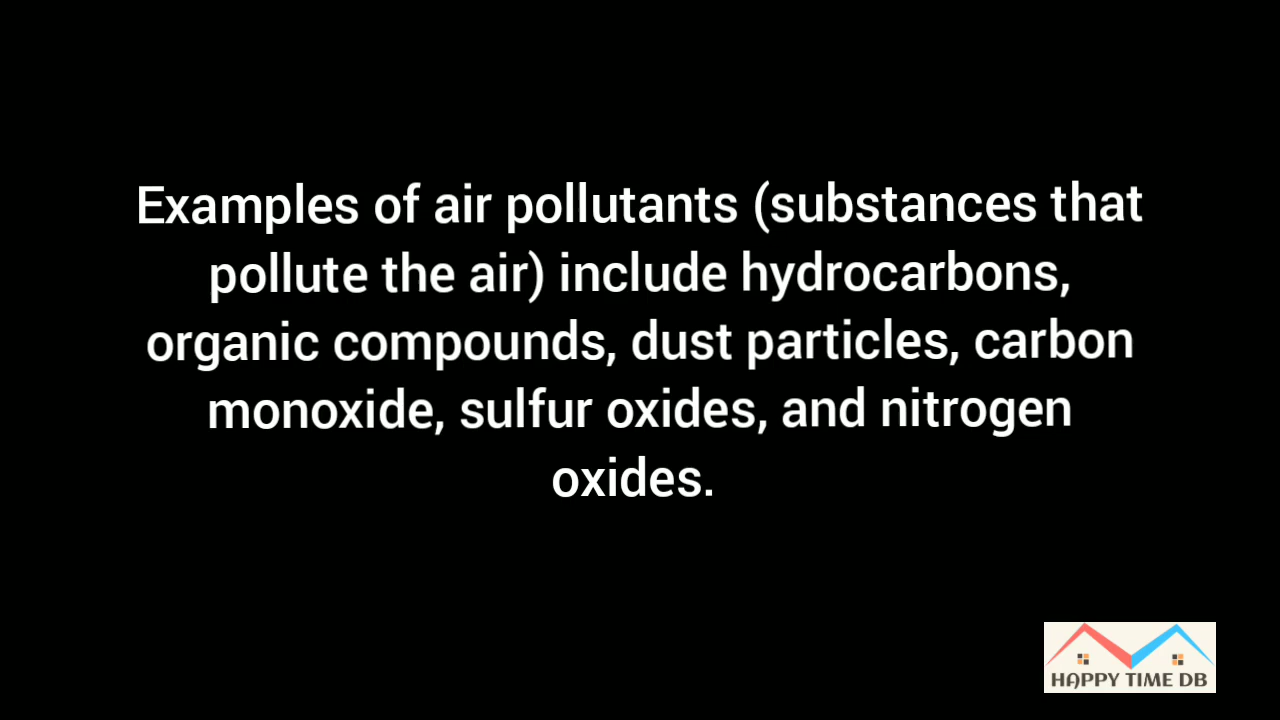 Examples of air pollutants (substances that
pollute the air) include hydrocarbons,
organic compounds, dust particles, carbon
monoxide, sulfur oxides, and nitrogen
oxides.
HAPPY TIME DB